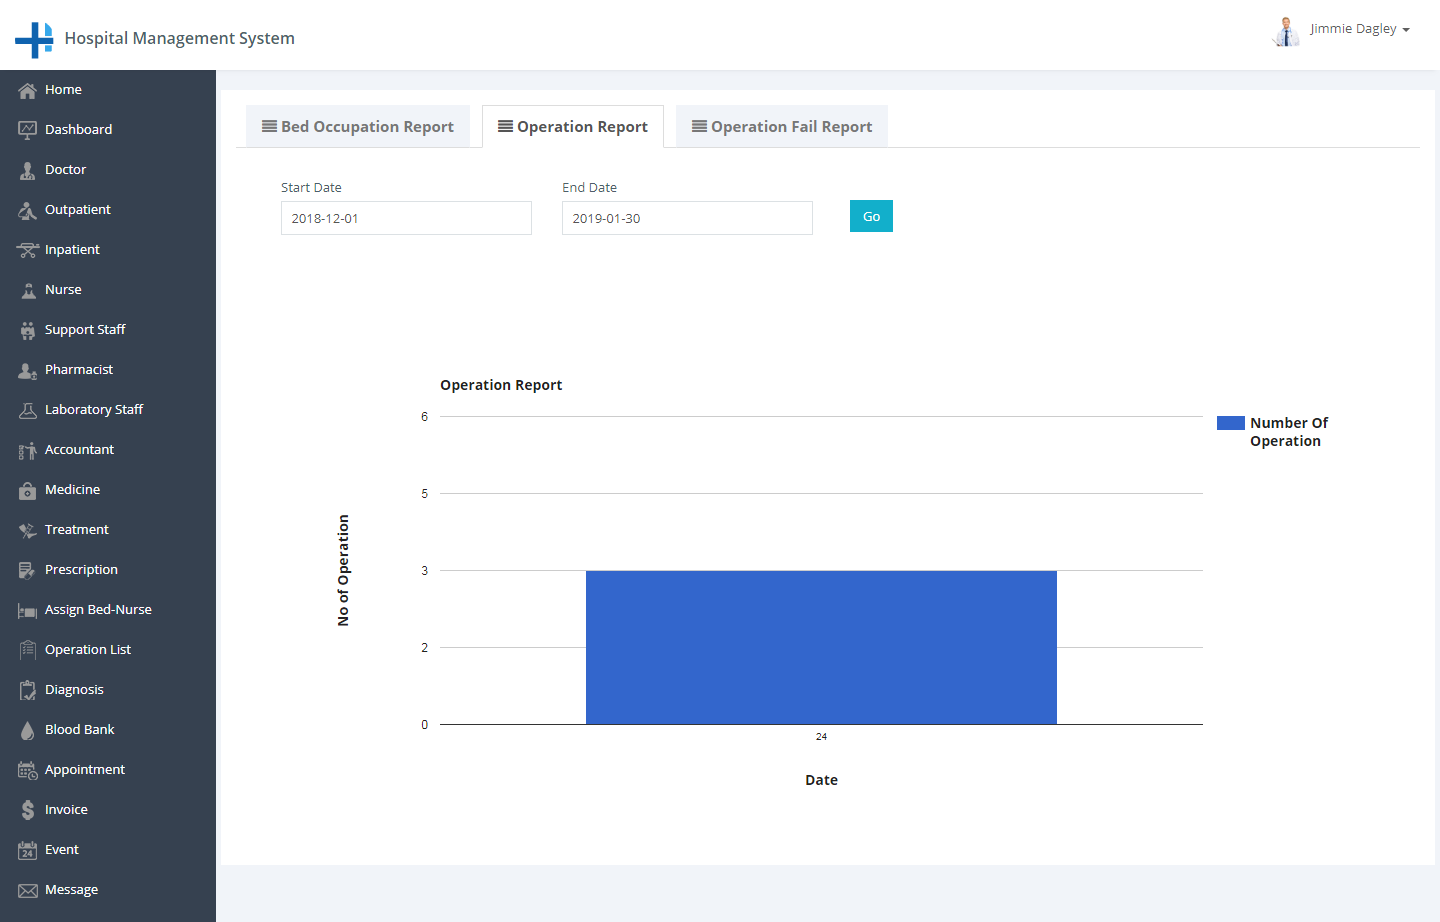 Hospital Management System
Jimmie Dagley
Home
Dashboard
Doctor
Outpatient
Inpatient
Nurse
Support Staff
Pharmacist
Laboratory Staff
Accountant
Medicine
Treatment
Prescription
Assign Bed-Nurse
Operation List
Diagnosis
Blood Bank
Appointment
Invoice
24
Event
Message
Bed Occupation Report
Operation Report
Operation Fail Report
Start Date
End Date
2018-12-01
2019-01-30
Go
Operation Report
6
5
3
2
0
No of Operation
24
Date
Number Of
Operation